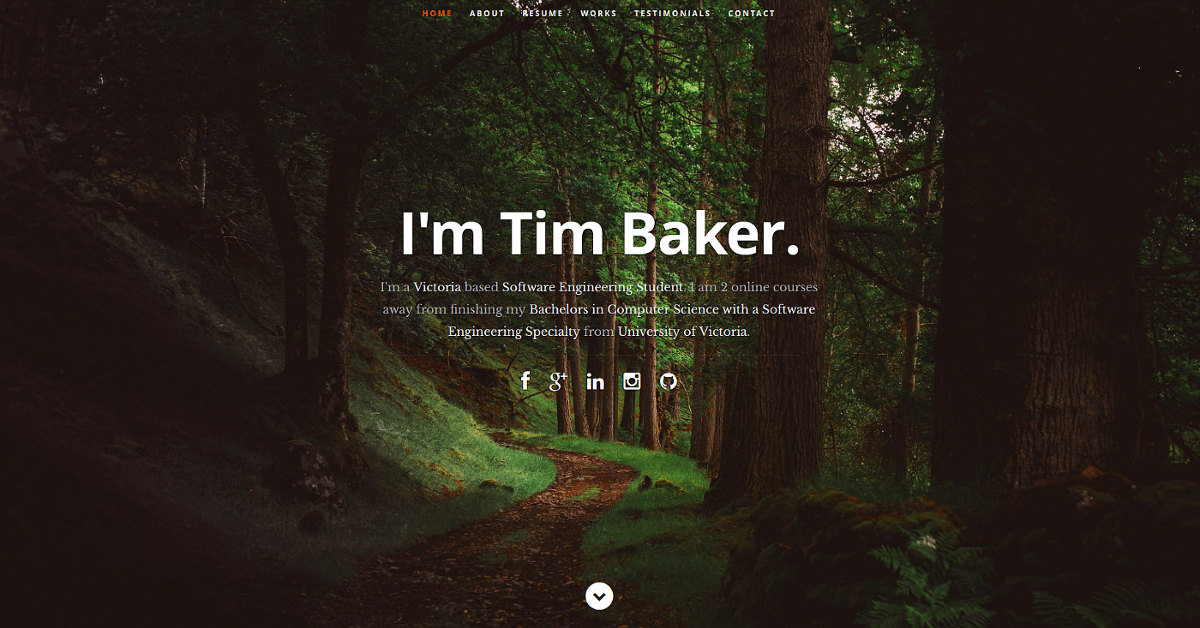 HOME ABOUT RESUME WORKS TESTIMONIALS CONTACT
I'm Tim Baker.
I'm a Victoria based Software Engineering Student. I am 2 online courses
away from finishing my Bachelors in Computer Science with a Software
Engineering Specialty from University of Victoria.